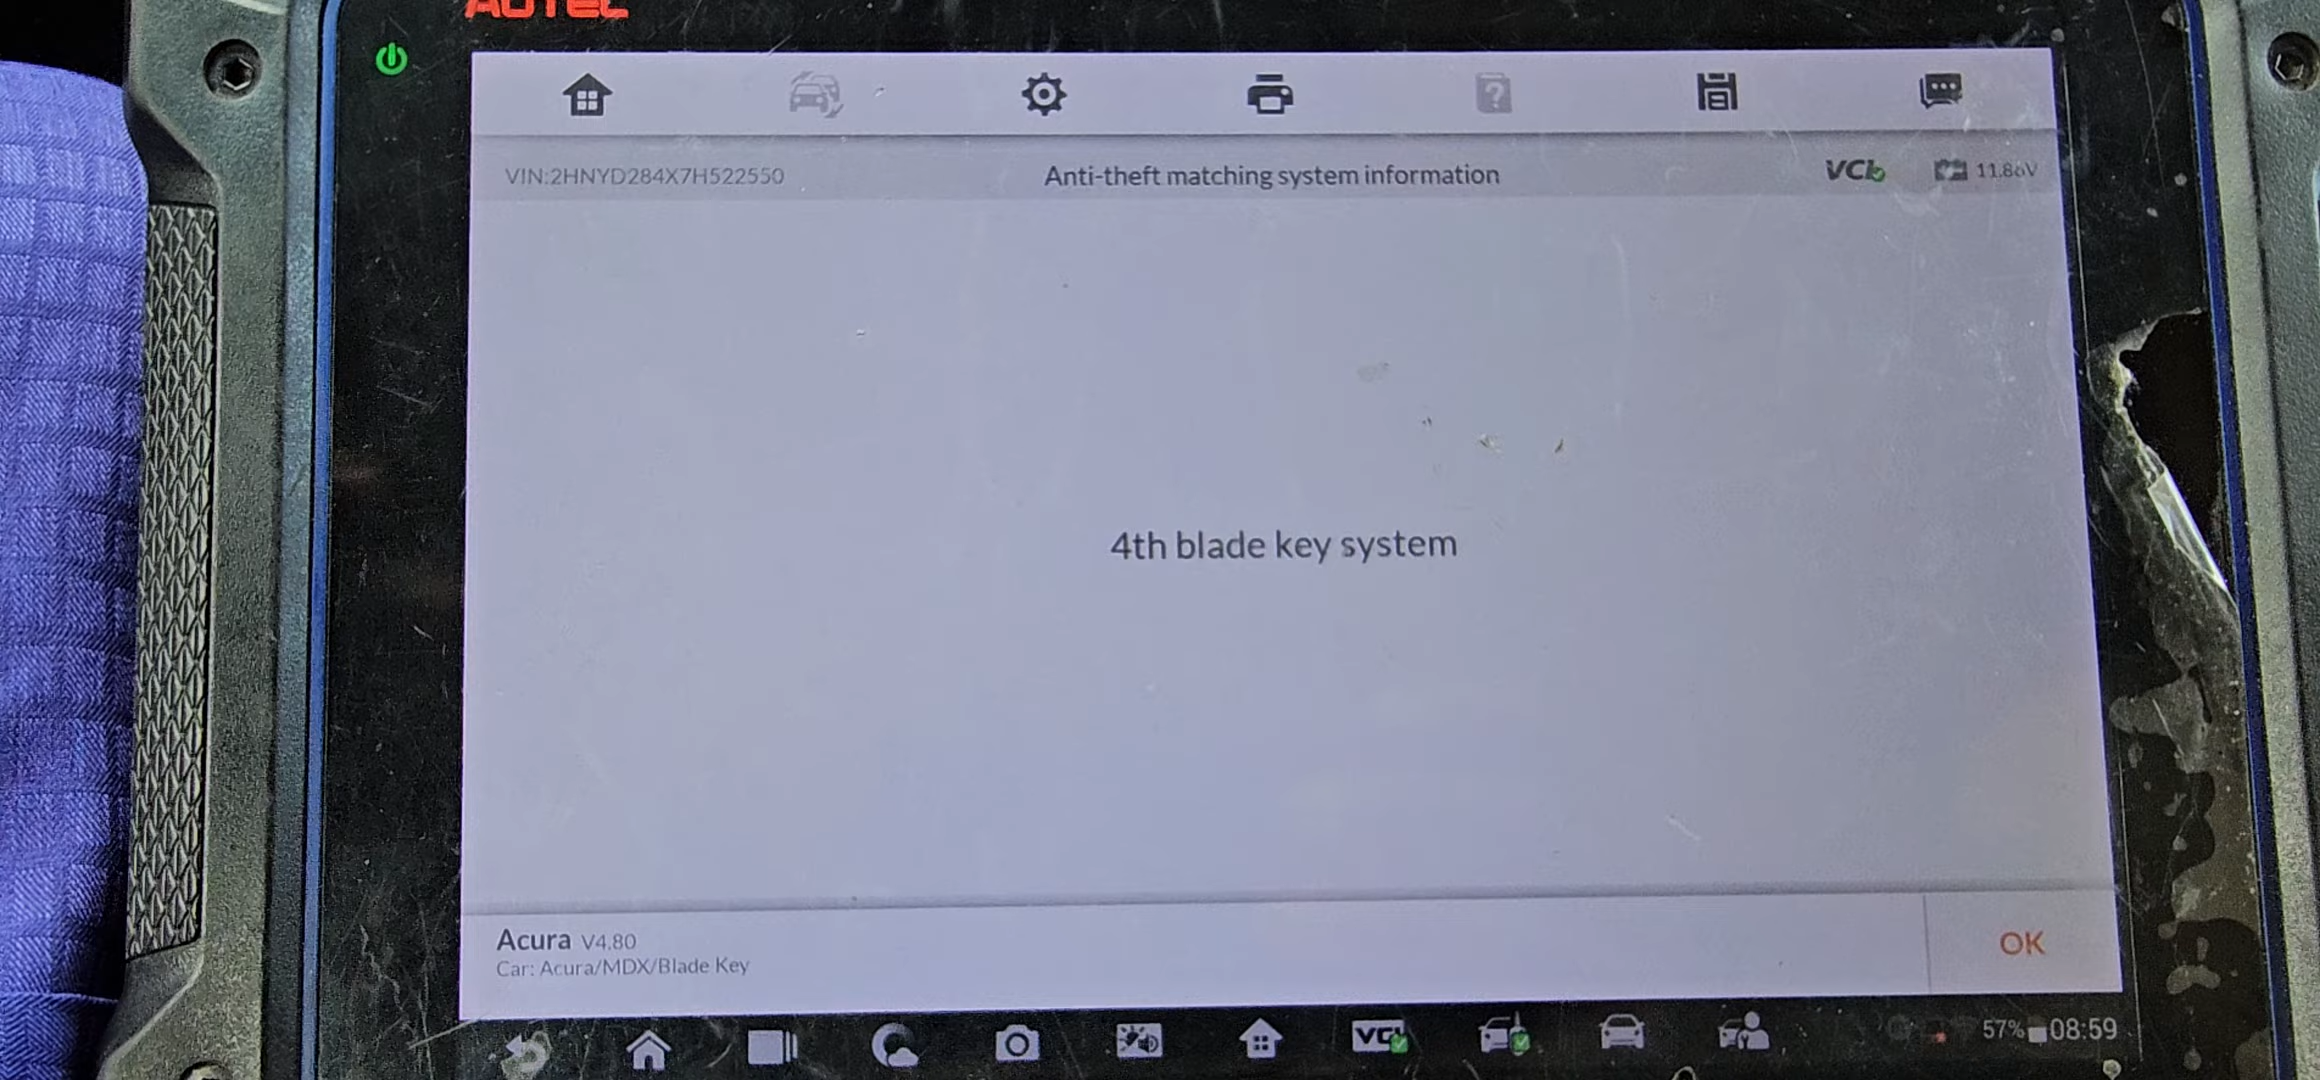 AUTEL
VIN:2HNYD284X7H522550
Anti-theft matching system information
VCI
11.86V
4th blade key system
Acura V4.80
Car: Acura/MDX/Blade Key
OK
VCI
57% 08:59